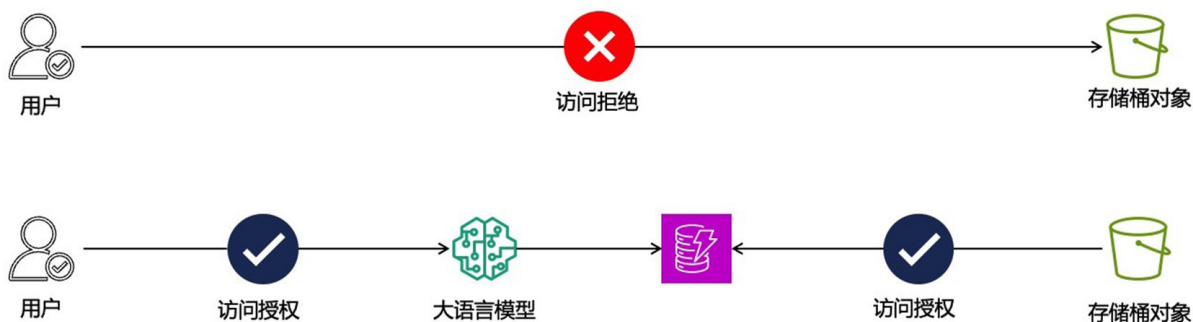 用户
访问拒绝
存储桶对象
用户
访问授权
大语言模型
访问授权
存储桶对象